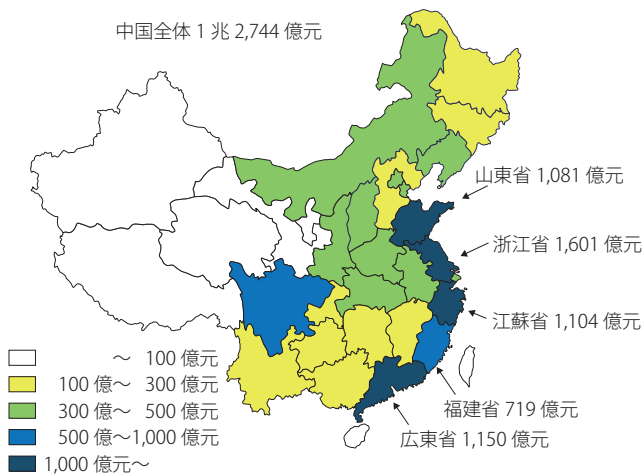 中国全体 1 兆 2,744 億元
山東省 1,081 億元
浙江省 1,601 億元
江蘇省 1,104 億元
福建省 719 億元
広東省 1,150 億元
～ 100 億元
100 億～ 300 億元
300 億～ 500 億元
500 億～1,000 億元
1,000 億元～